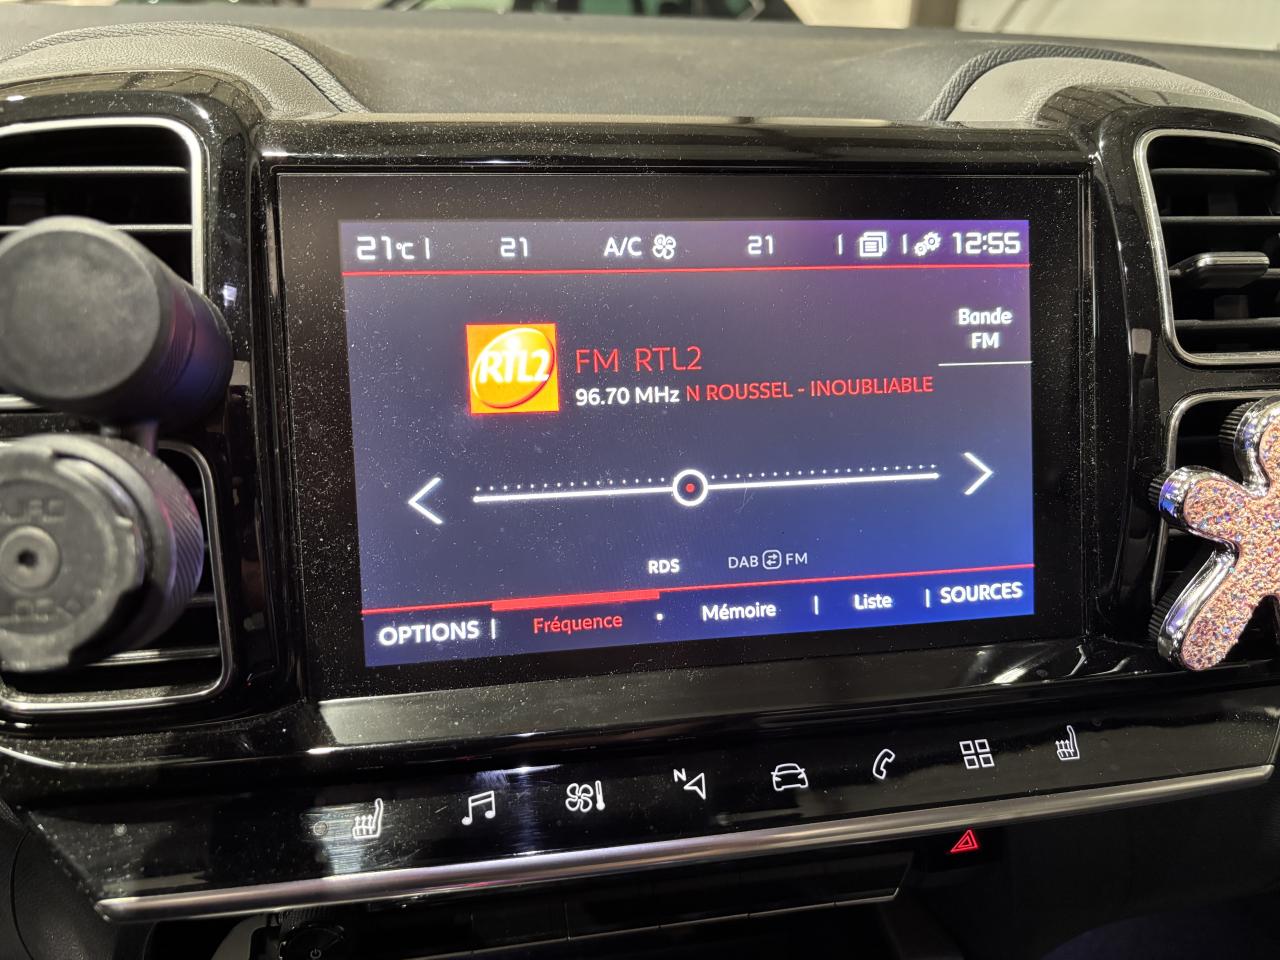 21°C 21 A/C 21 12:55
Bande
FM
RTL2
FM RTL2
96.70 MHz N ROUSSEL - INOUBLIABLE
RDS DAB FM
OPTIONS Fréquence Mémoire Liste SOURCES
N